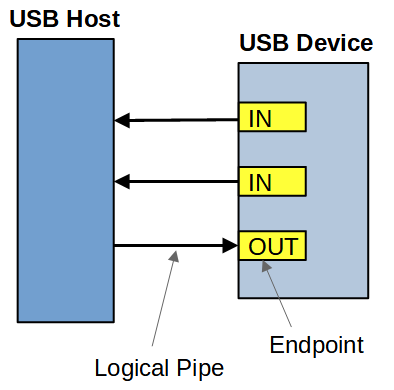 USB Host
USB Device
IN
IN
OUT
Endpoint
Logical Pipe